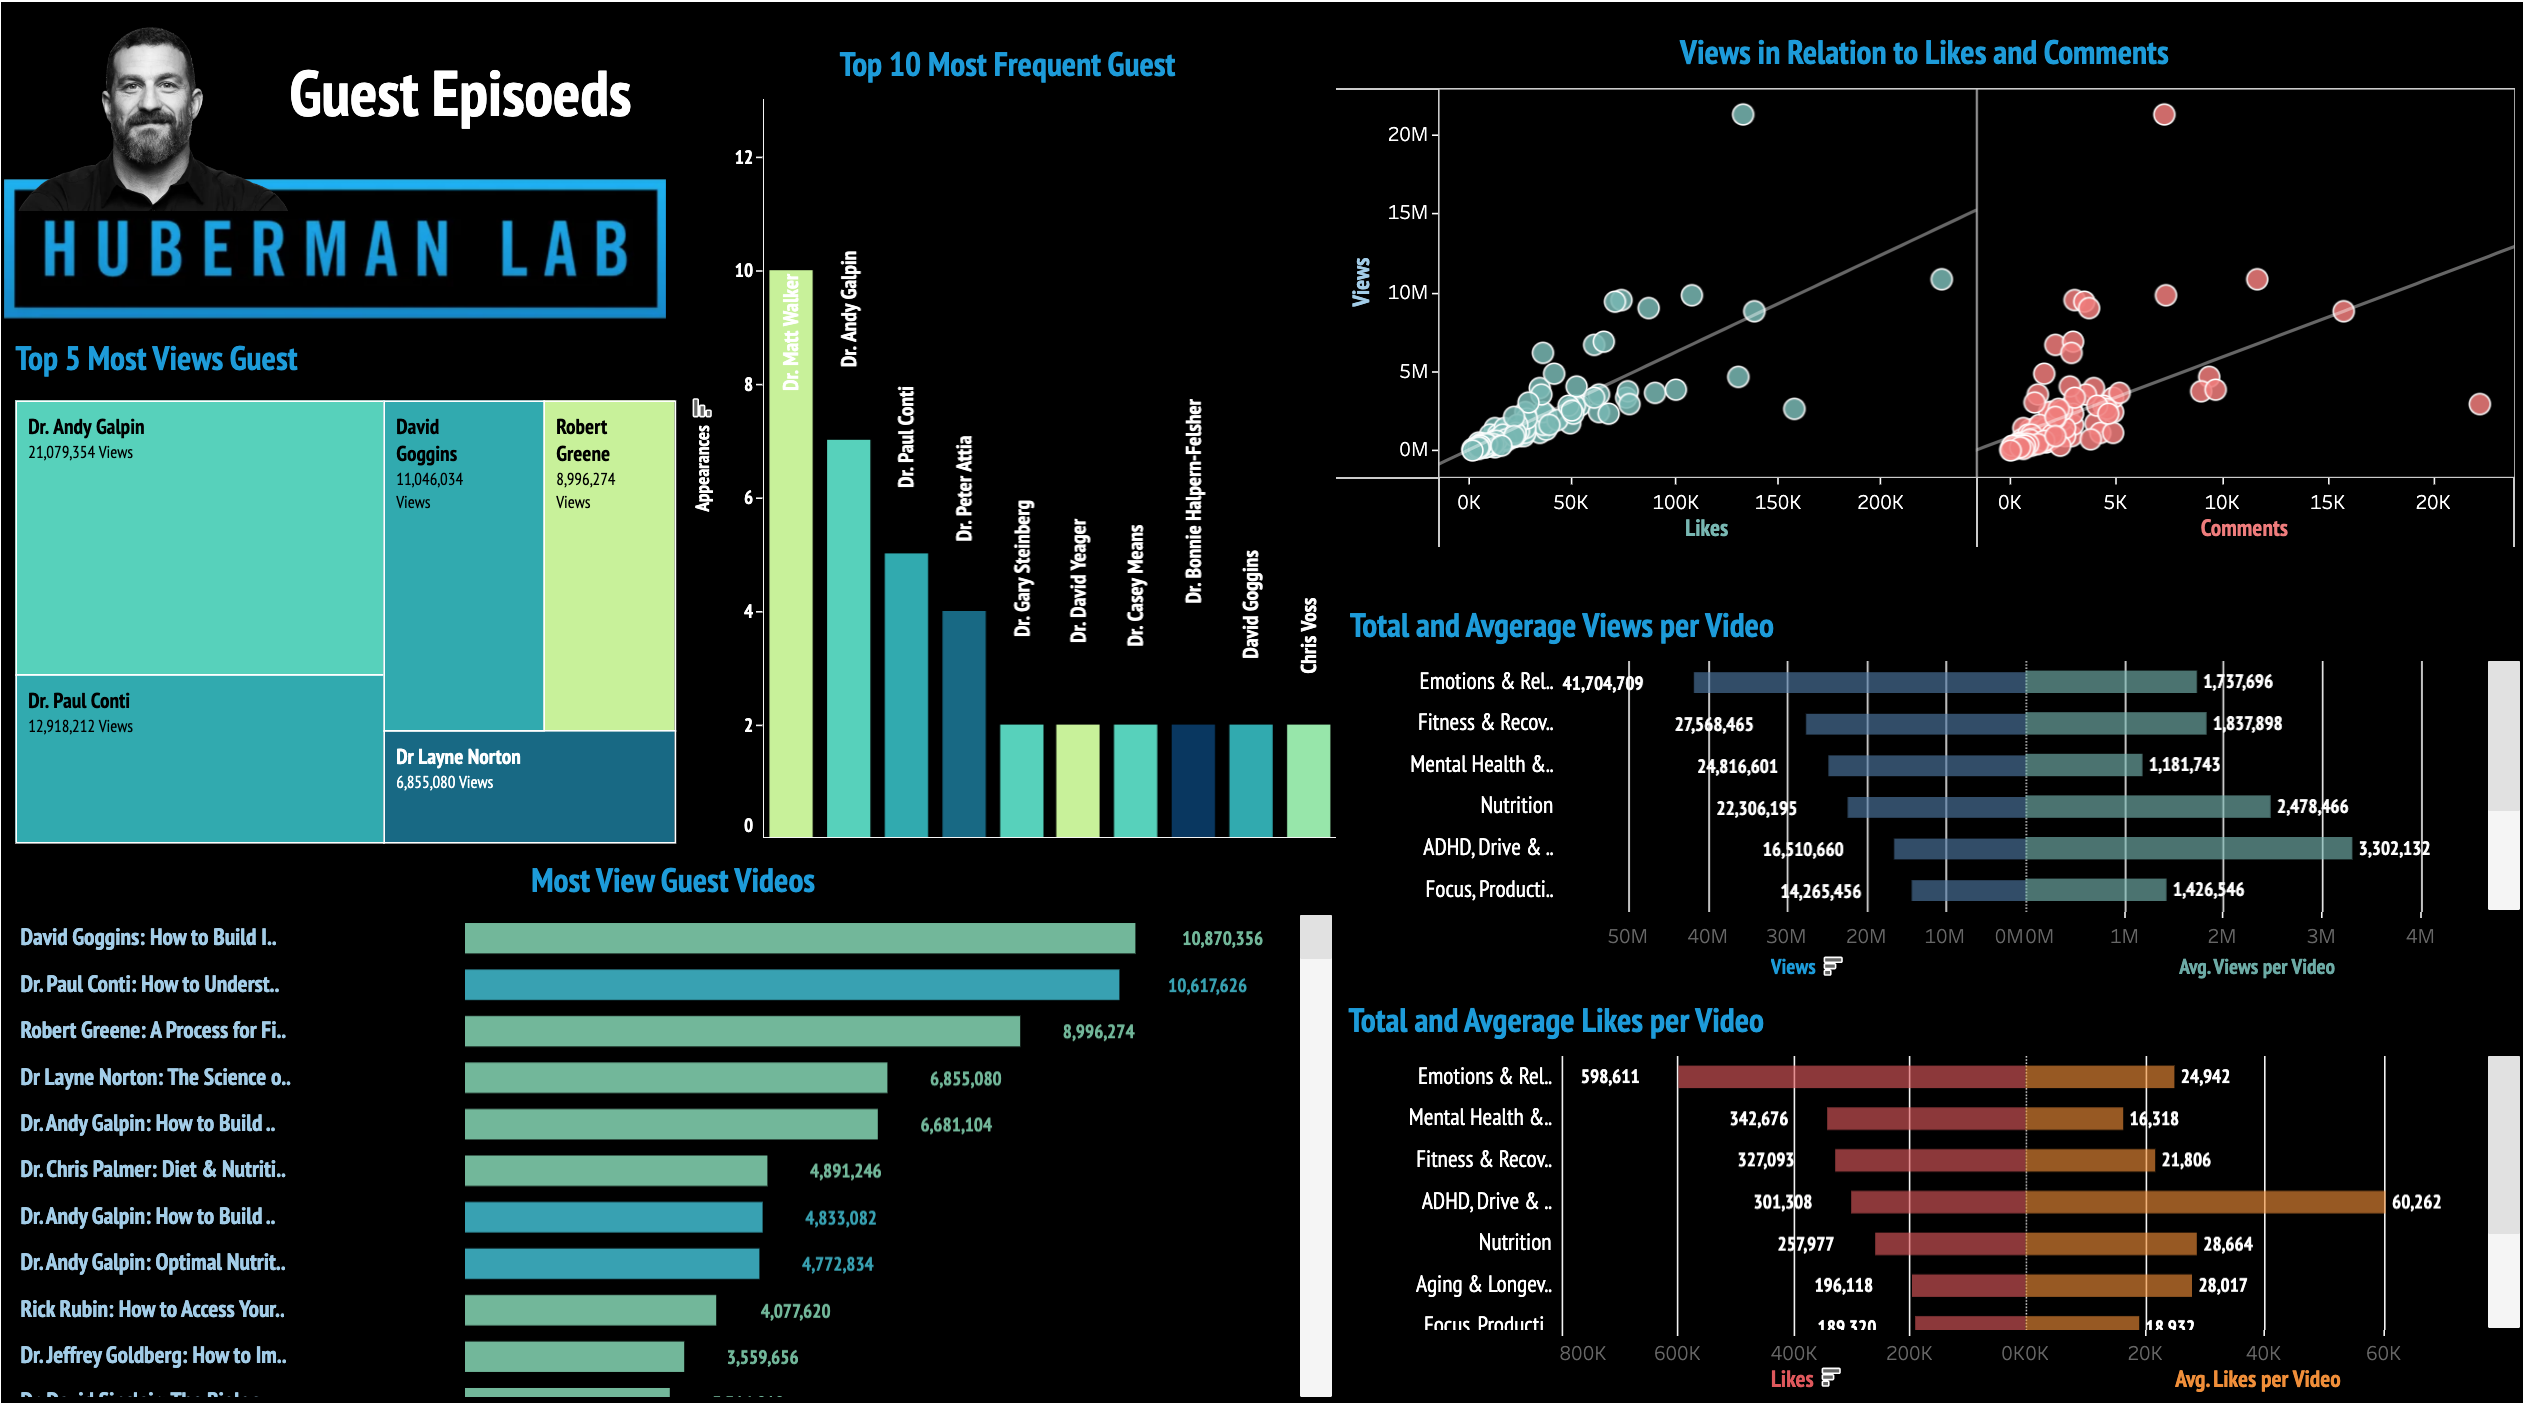 Guest Episoeds
HUBERMAN LAB
Top 5 Most Views Guest
Dr. Andy Galpin
21,079,354 Views
David
Goggins
11,046,034
Views
Robert
Greene
8,996,274
Views
Dr. Paul Conti
12,918,212 Views
Dr Layne Norton
6,855,080 Views
Top 10 Most Frequent Guest
Appearances
12
10
8
6
4
2
0
Dr. Matt Walker
Dr. Andy Galpin
Dr. Paul Conti
Dr. Peter Attia
Dr. Gary Steinberg
Dr. David Yeager
Dr. Casey Means
Dr. Bonnie Halpern-Felsher
David Goggins
Chris Voss
Most View Guest Videos
David Goggins: How to Build I.. 10,870,356
Dr. Paul Conti: How to Underst.. 10,617,626
Robert Greene: A Process for Fi.. 8,996,274
Dr Layne Norton: The Science o.. 6,855,080
Dr. Andy Galpin: How to Build .. 6,681,104
Dr. Chris Palmer: Diet & Nutriti.. 4,891,246
Dr. Andy Galpin: How to Build .. 4,833,082
Dr. Andy Galpin: Optimal Nutrit.. 4,772,834
Rick Rubin: How to Access Your.. 4,077,620
Dr. Jeffrey Goldberg: How to Im.. 3,559,656
Views in Relation to Likes and Comments
Views
20M
15M
10M
5M
0M
0K 50K 100K 150K 200K
Likes
0K 5K 10K 15K 20K
Comments
Total and Avgerage Views per Video
Emotions & Rel.. 41,704,709 1,737,696
Fitness & Recov.. 27,568,465 1,837,898
Mental Health &.. 24,816,601 1,181,743
Nutrition 22,306,195 2,478,466
ADHD, Drive & .. 16,510,660 3,302,132
Focus, Producti.. 14,265,456 1,426,546
50M 40M 30M 20M 10M 0M 0M 1M 2M 3M 4M
Views Avg. Views per Video
Total and Avgerage Likes per Video
Emotions & Rel.. 598,611 24,942
Mental Health &.. 342,676 16,318
Fitness & Recov.. 327,093 21,806
ADHD, Drive & .. 301,308 60,262
Nutrition 257,977 28,664
Aging & Longev.. 196,118 28,017
Focus Producti.. 189,320 18,932
800K 600K 400K 200K 0K 0K 20K 40K 60K
Likes Avg. Likes per Video